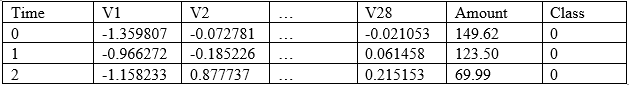 Time V1 V2 … V28 Amount Class
0 -1.359807 -0.072781 … -0.021053 149.62 0
1 -0.966272 -0.185226 … 0.061458 123.50 0
2 -1.158233 0.877737 … 0.215153 69.99 0